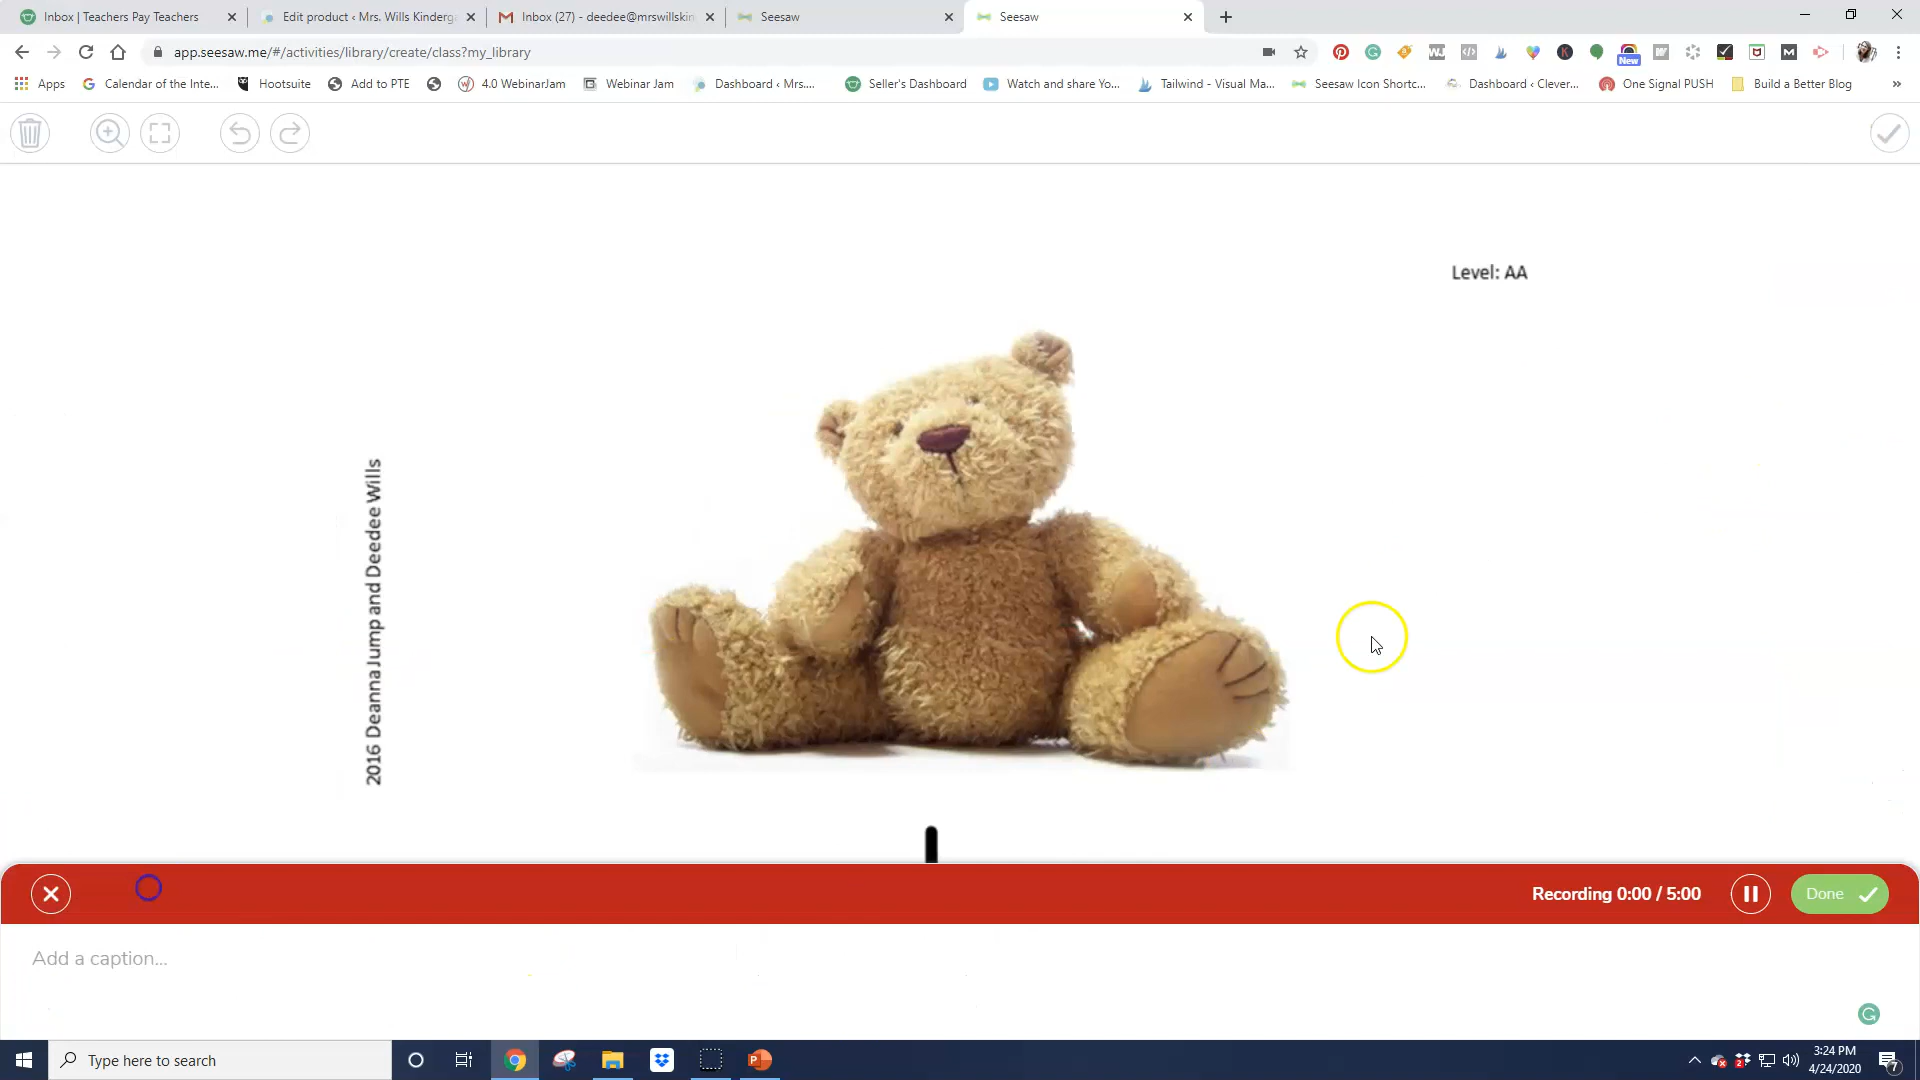 Inbox | Teachers Pay Teachers
Edit product ‹ Mrs. Wills Kinderga
Inbox (27) - deedee@mrswillskin
Seesaw
Seesaw
app.seesaw.me/#/activities/library/create/class?my_library
New
Apps
Calendar of the Inte...
Hootsuite
Add to PTE
4.0 WebinarJam
Webinar Jam
Dashboard ‹ Mrs....
Seller's Dashboard
Watch and share Yo...
Tailwind - Visual Ma...
Seesaw Icon Shortc...
Dashboard ‹ Clever...
One Signal PUSH
Build a Better Blog
»
Level: AA
2016 Deanna Jump and Deedee Wills
Recording 0:00 / 5:00
Done
Add a caption...
Type here to search
3:24 PM
4/24/2020